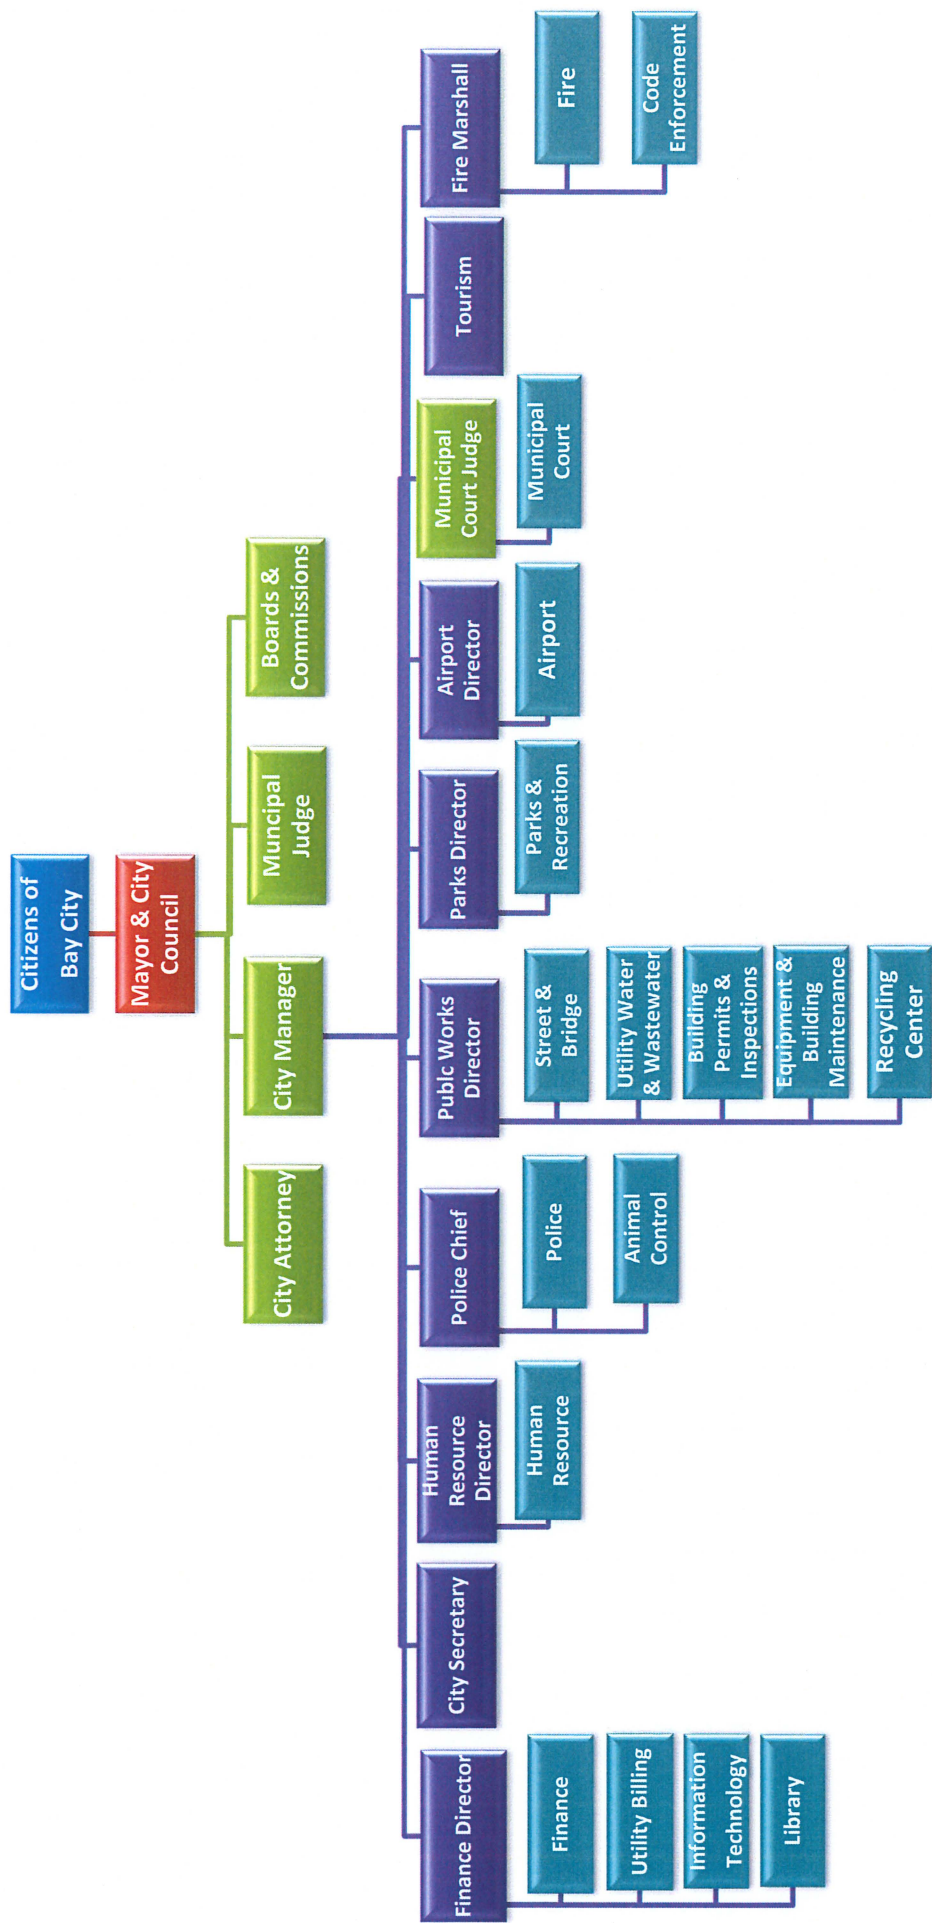 Citizens of
Bay City
Mayor & City
Council
City Attorney
City Manager
Muncipal
Judge
Boards &
Commissions
Finance Director
Finance
Utility Billing
Information
Technology
Library
City Secretary
Human
Resource
Director
Human
Resource
Police Chief
Police
Animal
Control
Publc Works
Director
Street &
Bridge
Utility Water
& Wastewater
Building
Permits &
Inspections
Equipment &
Building
Maintenance
Recycling
Center
Parks Director
Parks &
Recreation
Airport
Director
Airport
Municipal
Court Judge
Municipal
Court
Tourism
Fire Marshall
Fire
Code
Enforcement